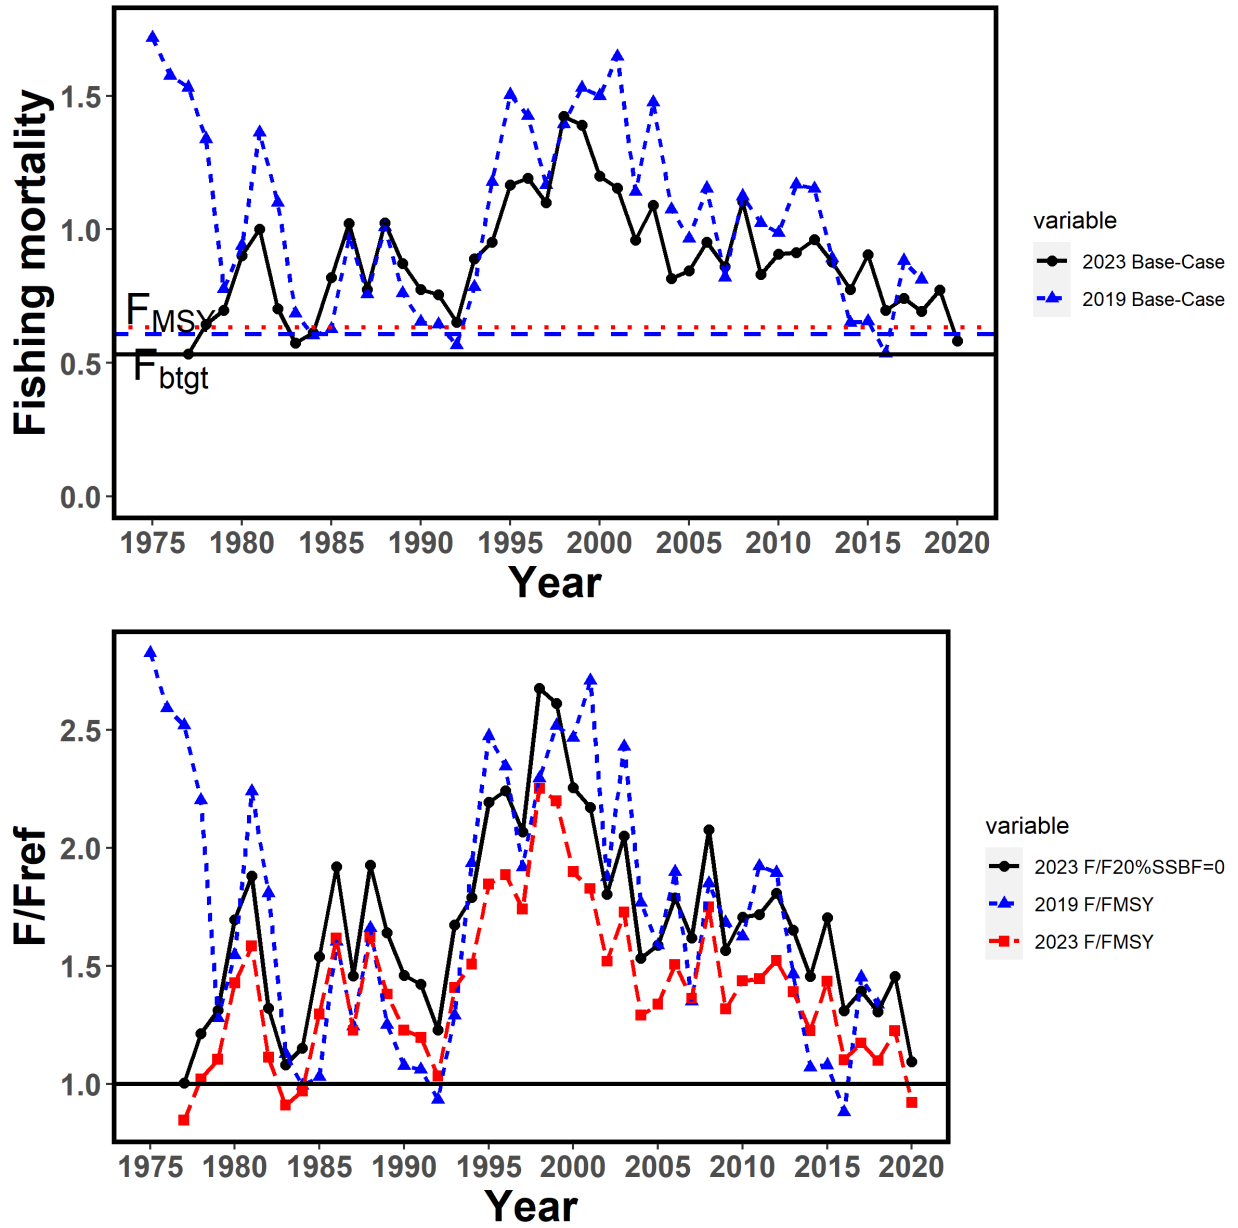 Fishing mortality
1.5
1.0
0.5
0.0
FMSY
Fbtgt
1975 1980 1985 1990 1995 2000 2005 2010 2015 2020
Year
variable
2023 Base-Case
2019 Base-Case
F/Fref
2.5
2.0
1.5
1.0
1975 1980 1985 1990 1995 2000 2005 2010 2015 2020
Year
variable
2023 F/F20%SSBF=0
2019 F/FMSY
2023 F/FMSY